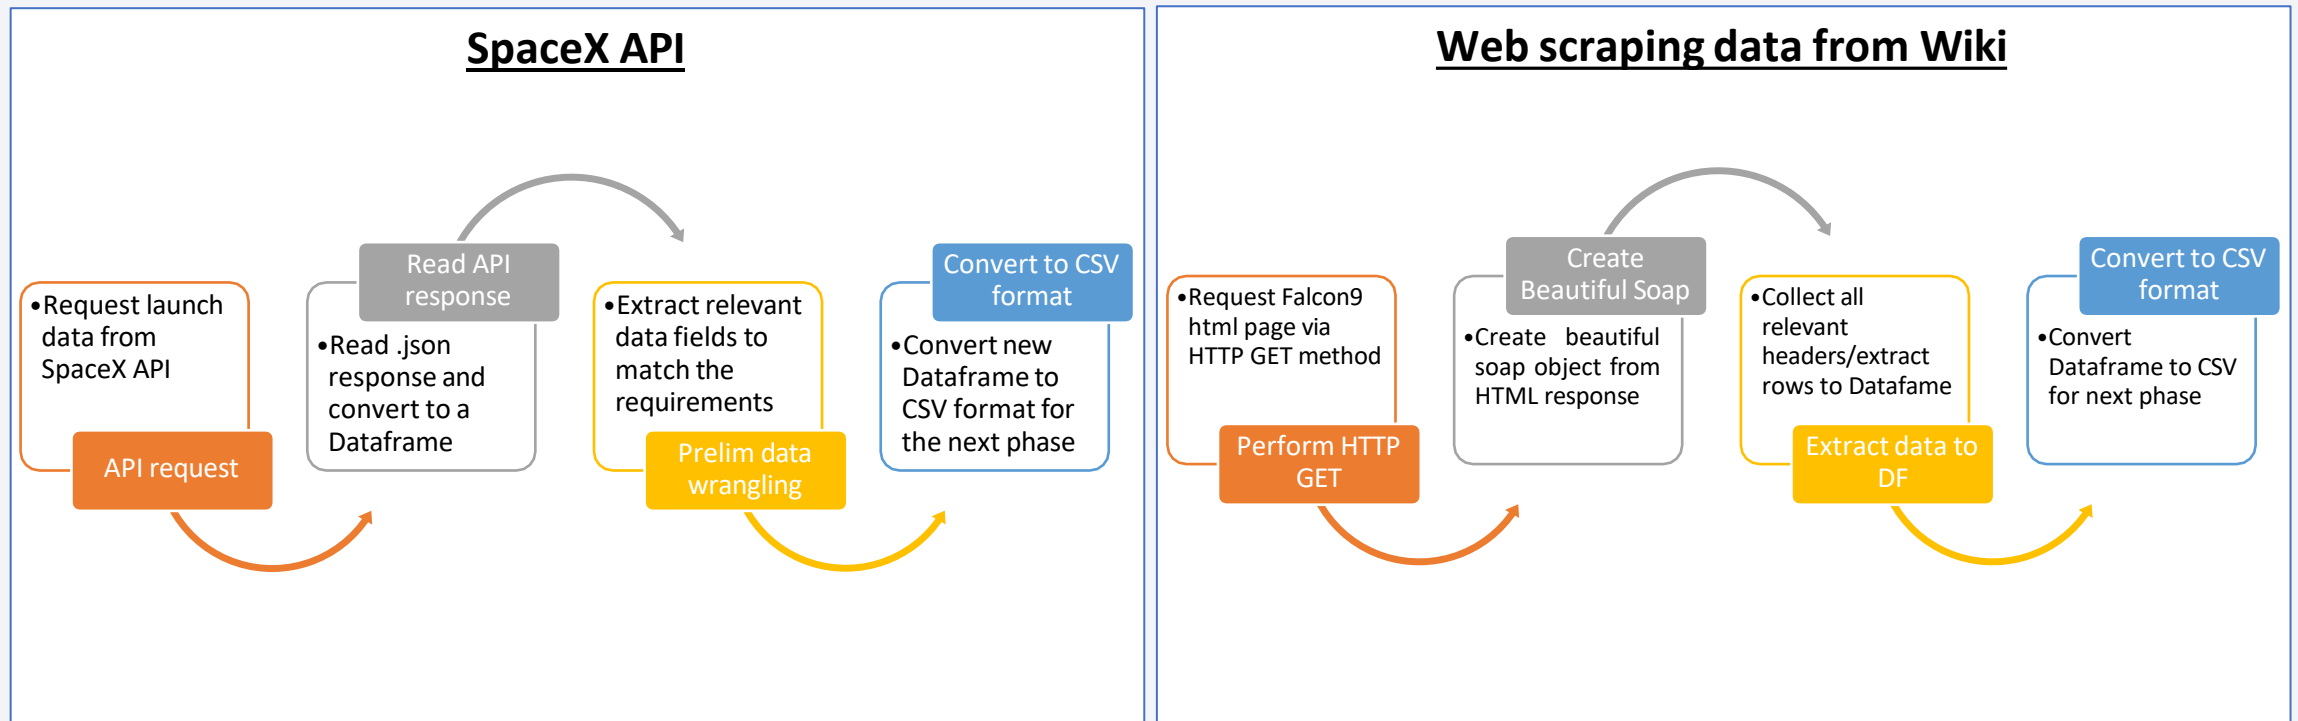 SpaceX API
•Request launch
data from
SpaceX API
API request
Read API
response
•Read .json
response and
convert to a
Dataframe
•Extract relevant
data fields to
match the
requirements
Prelim data
wrangling
Convert to CSV
format
•Convert new
Dataframe to
CSV format for
the next phase
Web scraping data from Wiki
•Request Falcon9
html page via
HTTP GET method
Perform HTTP
GET
Create
Beautiful Soap
•Create beautiful
soap object from
HTML response
•Collect all
relevant
headers/extract
rows to Datafame
Extract data to
DF
Convert to CSV
format
•Convert
Dataframe to CSV
for next phase